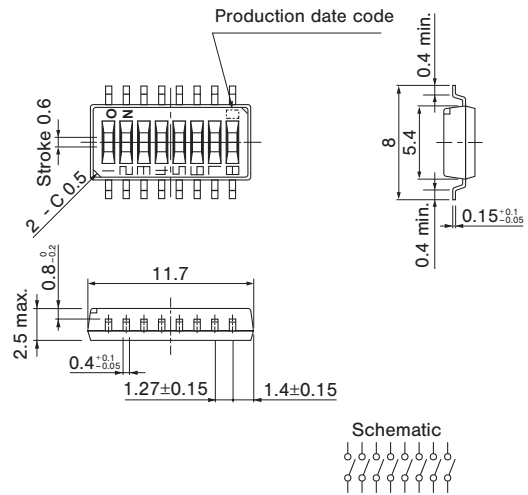 Production date code
ON
Stroke 0.6
2 - C 0.5
0.4 min.
8
5.4
0.4 min.
0.15 +0.1 -0.05
11.7
0.8 0 -0.2
2.5 max.
0.4 +0.1 -0.05
1.27±0.15
1.4±0.15
Schematic